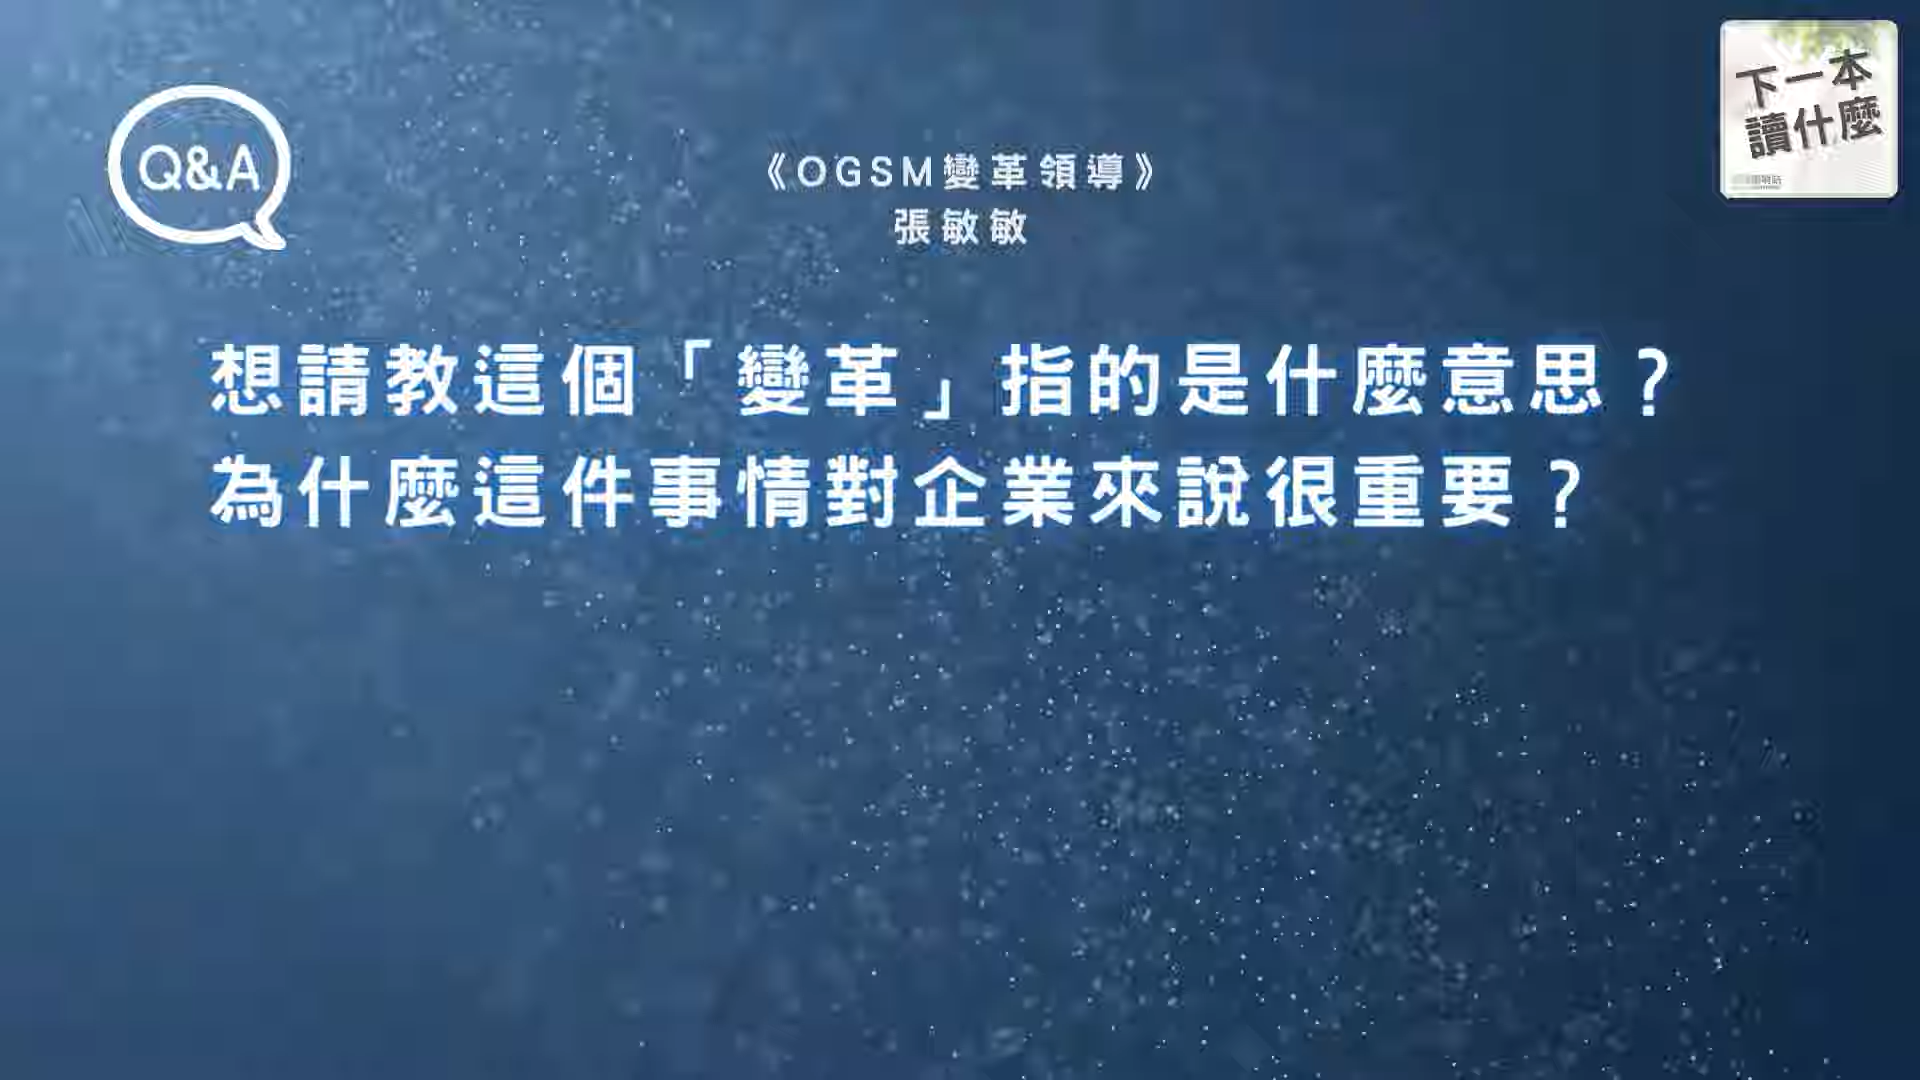 Q&A
《OGSM變革領導》
張敏敏
下一本
讀什麼
想請教這個「變革」指的是什麼意思?
為什麼這件事情對企業來說很重要?